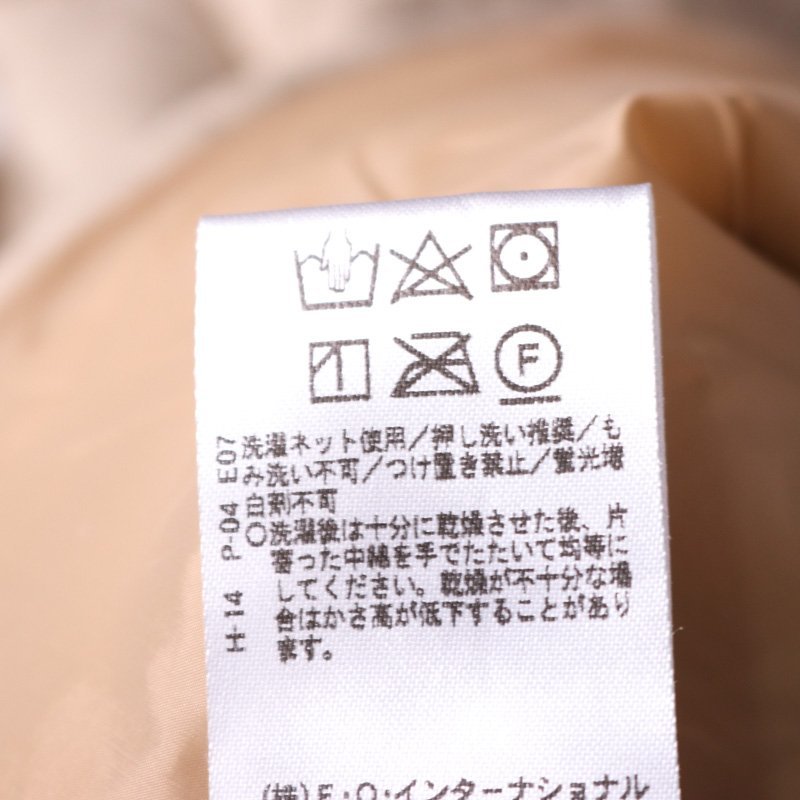 F
洗濯ネット使用/押し洗い推奨/も
み洗い不可/つけ置き禁止/蛍光増
白剤不可
○洗濯後は十分に乾燥させた後、片
寄った中綿を手でたたいて均等に
してください。乾燥が不十分な場
合はかさ高が低下することがあり
ます。
H-14 P-04 E07
(株)F・O・インターナショナル